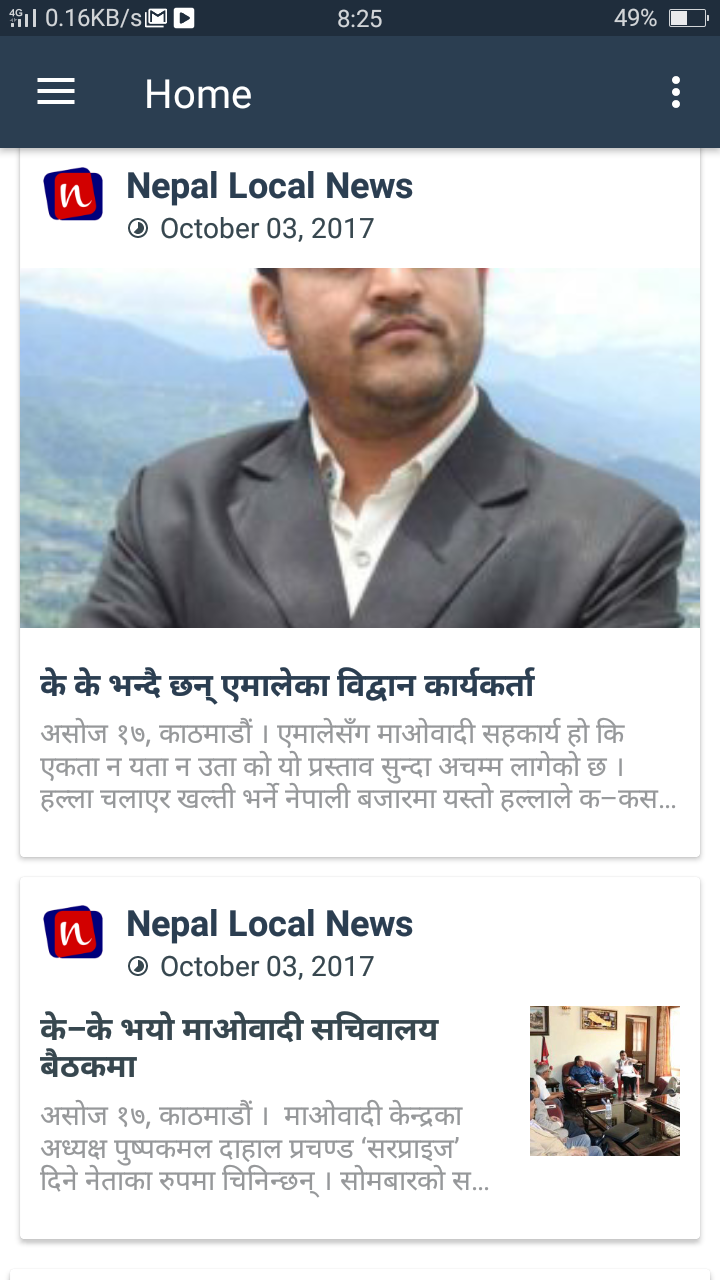 4G 0.16KB/s 8:25 49%
Home
n Nepal Local News
October 03, 2017
के के भन्दै छन् एमालेका विद्वान कार्यकर्ता
असोज १७, काठमाडौं । एमालेसँग माओवादी सहकार्य हो कि
एकता न यता न उता को यो प्रस्ताव सुन्दा अचम्म लागेको छ ।
हल्ला चलाएर खल्ती भर्ने नेपाली बजारमा यस्तो हल्लाले क–कस...
n Nepal Local News
October 03, 2017
के–के भयो माओवादी सचिवालय
बैठकमा
असोज १७, काठमाडौं । माओवादी केन्द्रका
अध्यक्ष पुष्पकमल दाहाल प्रचण्ड ‘सरप्राइज’
दिने नेताका रुपमा चिनिन्छन् । सोमबारको स...